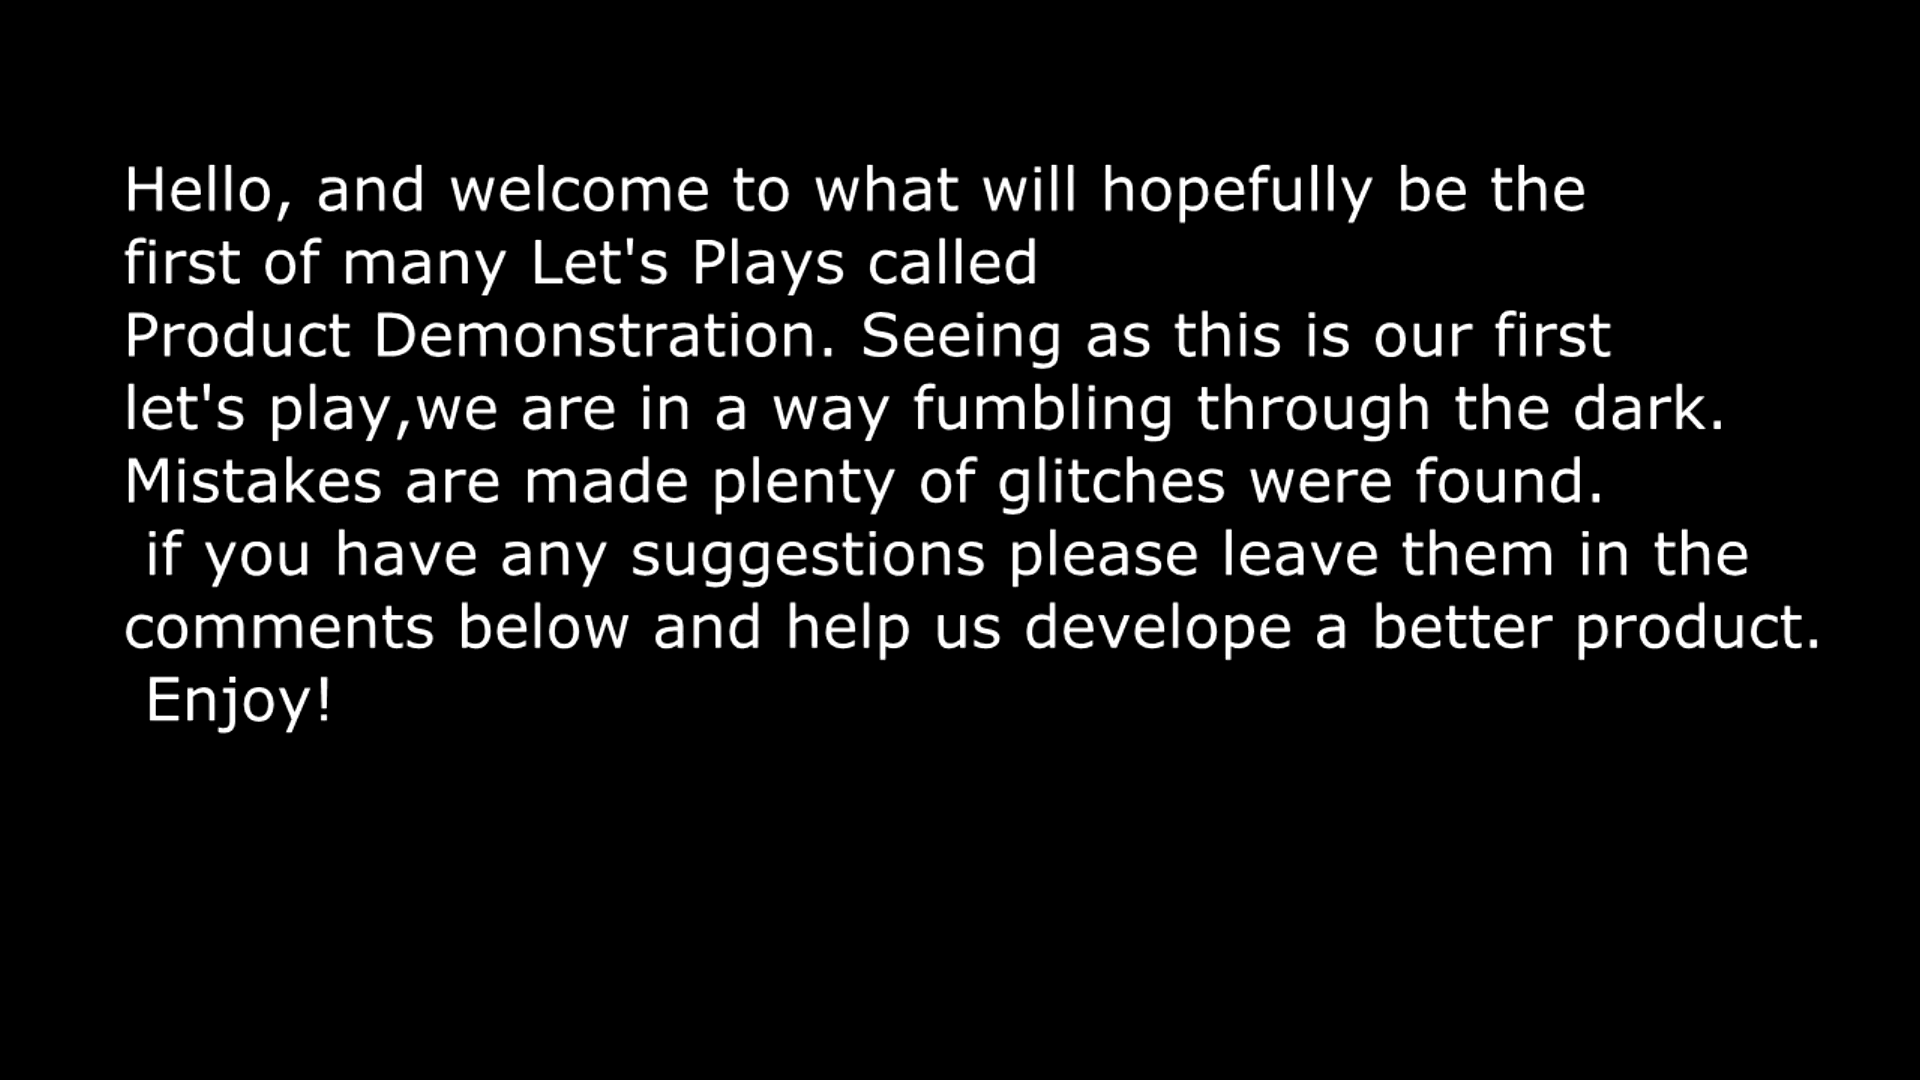 Hello, and welcome to what will hopefully be the
first of many Let's Plays called
Product Demonstration. Seeing as this is our first
let's play,we are in a way fumbling through the dark.
Mistakes are made plenty of glitches were found.
if you have any suggestions please leave them in the
comments below and help us develope a better product.
Enjoy!